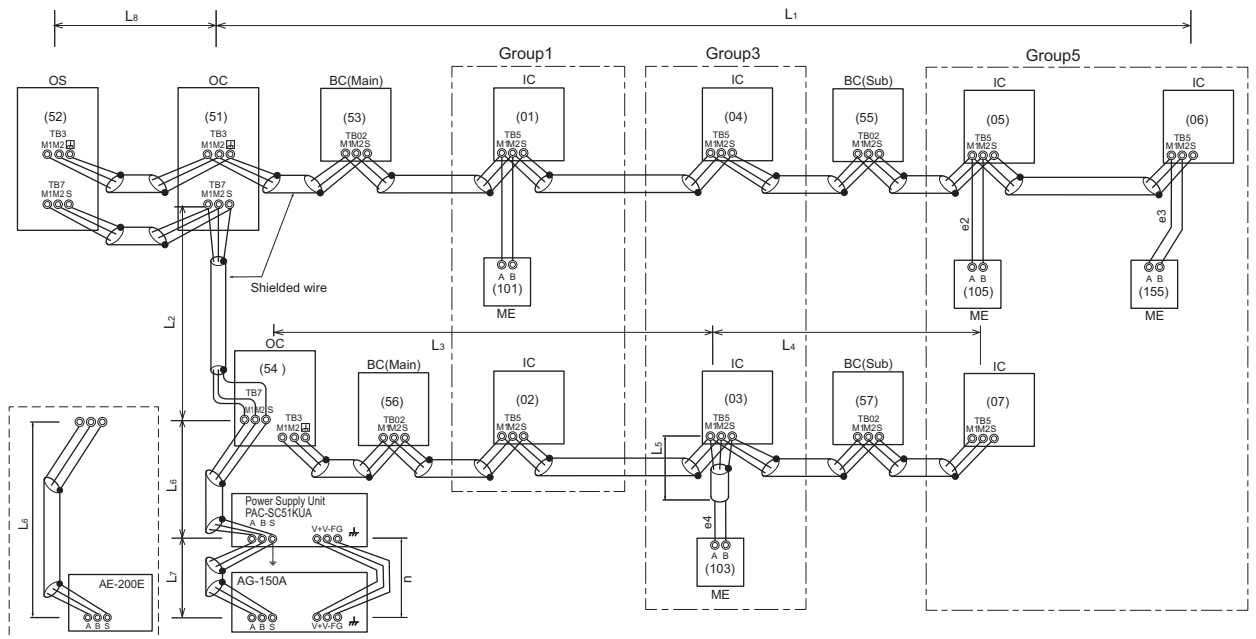 L8
L1
Group1
Group3
Group5
OS
OC
BC(Main)
IC
IC
BC(Sub)
IC
IC
(52)
(51)
(53)
(01)
(04)
(55)
(05)
(06)
TB3
TB3
TB02
TB5
TB5
TB02
TB5
TB5
M1M2
M1M2
M1M2S
M1M2S
M1M2S
M1M2S
M1M2S
M1M2S
TB7
TB7
M1M2 S
M1M2 S
e2
e3
Shielded wire
A B
(101)
ME
A B
(105)
ME
A B
(155)
ME
L2
L3
L4
OC
BC(Main)
IC
IC
BC(Sub)
IC
(54 )
(56)
(02)
(03)
(57)
(07)
TB7
M1M2 S
TB3
M1M2
TB02
M1M2S
TB5
M1M2S
TB5
M1M2S
TB02
M1M2S
TB5
M1M2S
L5
e4
L6
L6
Power Supply Unit
PAC-SC51KUA
A B S
V+V-FG
A B
(103)
ME
L7
n
AE-200E
A B S
AG-150A
A B S
V+V-FG